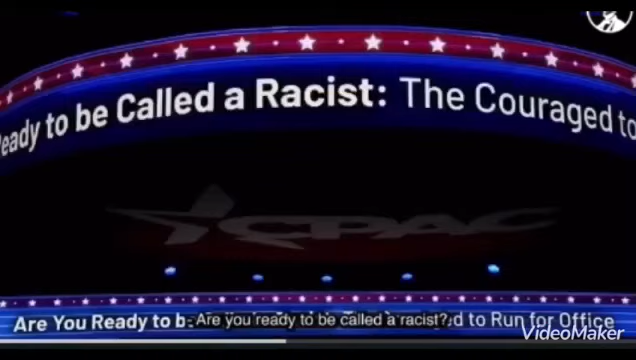 eady to be Called a Racist: The Couraged to
CPAC
Are You Ready to b
Are you ready to be called a racist?
d to Run for Office
VideoMaker